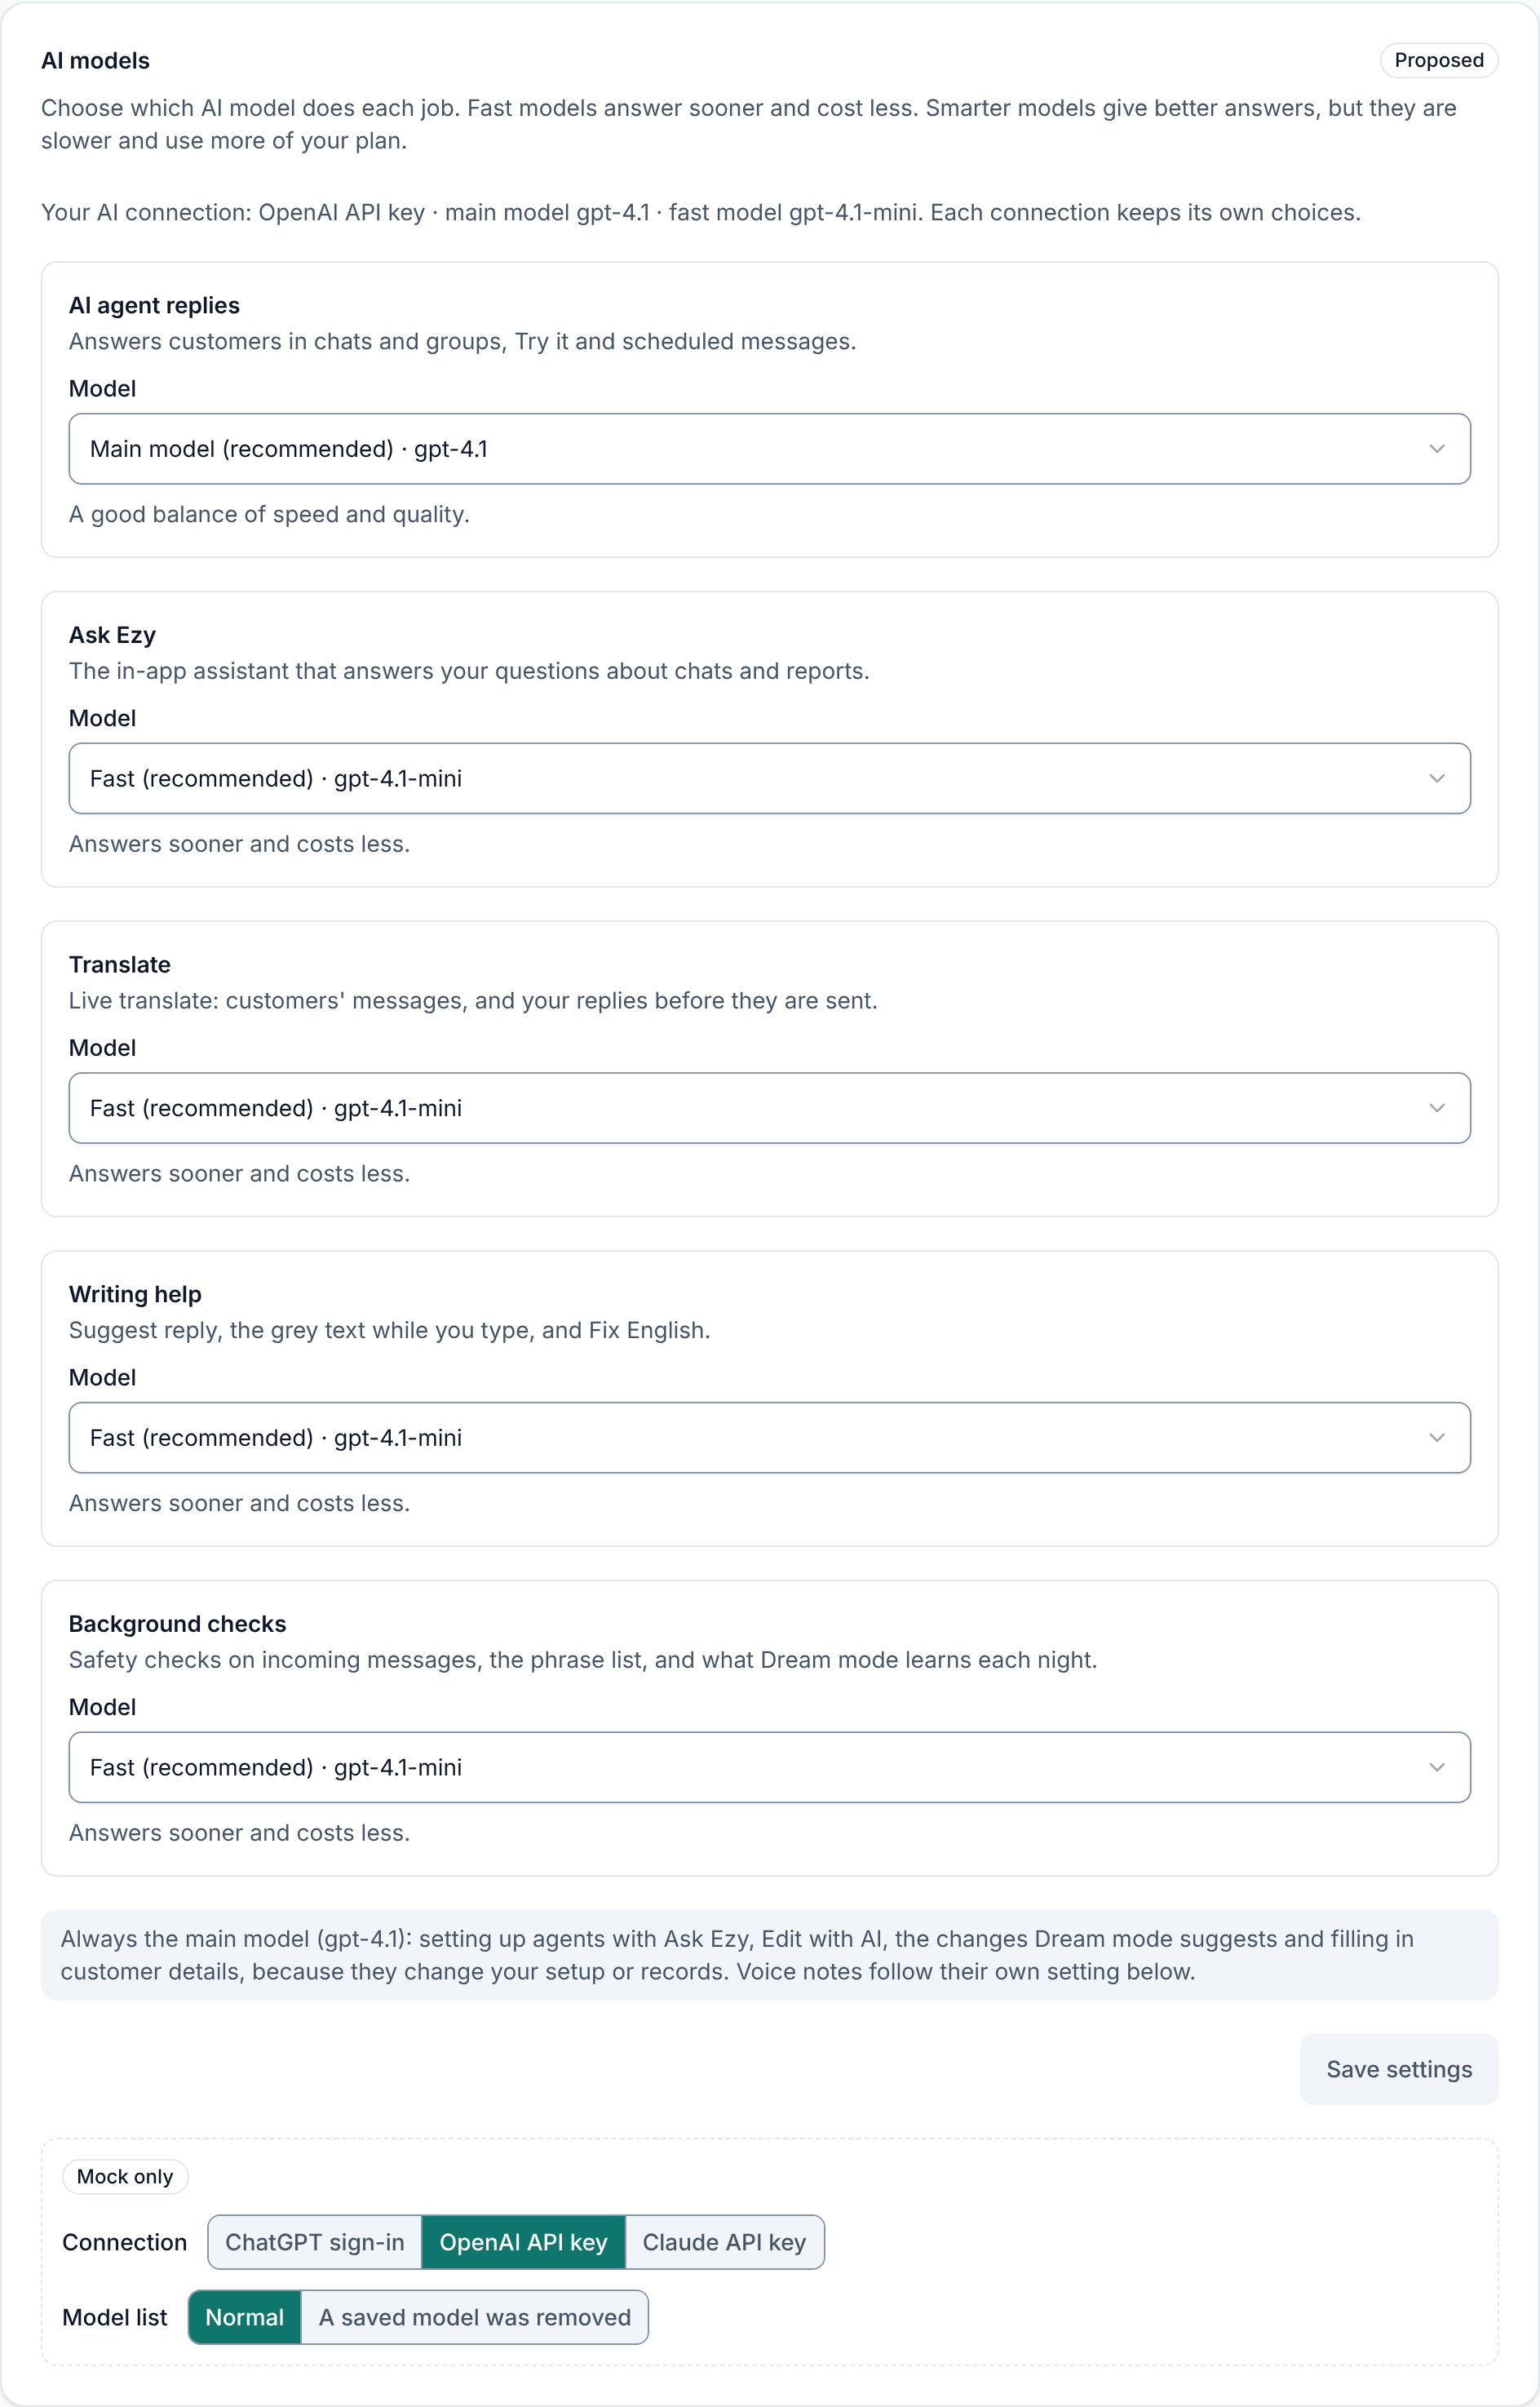 AI models
Proposed
Choose which AI model does each job. Fast models answer sooner and cost less. Smarter models give better answers, but they are
slower and use more of your plan.
Your AI connection: OpenAI API key · main model gpt-4.1 · fast model gpt-4.1-mini. Each connection keeps its own choices.
AI agent replies
Answers customers in chats and groups, Try it and scheduled messages.
Model
Main model (recommended) · gpt-4.1
A good balance of speed and quality.
Ask Ezy
The in-app assistant that answers your questions about chats and reports.
Model
Fast (recommended) · gpt-4.1-mini
Answers sooner and costs less.
Translate
Live translate: customers' messages, and your replies before they are sent.
Model
Fast (recommended) · gpt-4.1-mini
Answers sooner and costs less.
Writing help
Suggest reply, the grey text while you type, and Fix English.
Model
Fast (recommended) · gpt-4.1-mini
Answers sooner and costs less.
Background checks
Safety checks on incoming messages, the phrase list, and what Dream mode learns each night.
Model
Fast (recommended) · gpt-4.1-mini
Answers sooner and costs less.
Always the main model (gpt-4.1): setting up agents with Ask Ezy, Edit with AI, the changes Dream mode suggests and filling in
customer details, because they change your setup or records. Voice notes follow their own setting below.
Save settings
Mock only
Connection ChatGPT sign-in OpenAI API key Claude API key
Model list Normal A saved model was removed